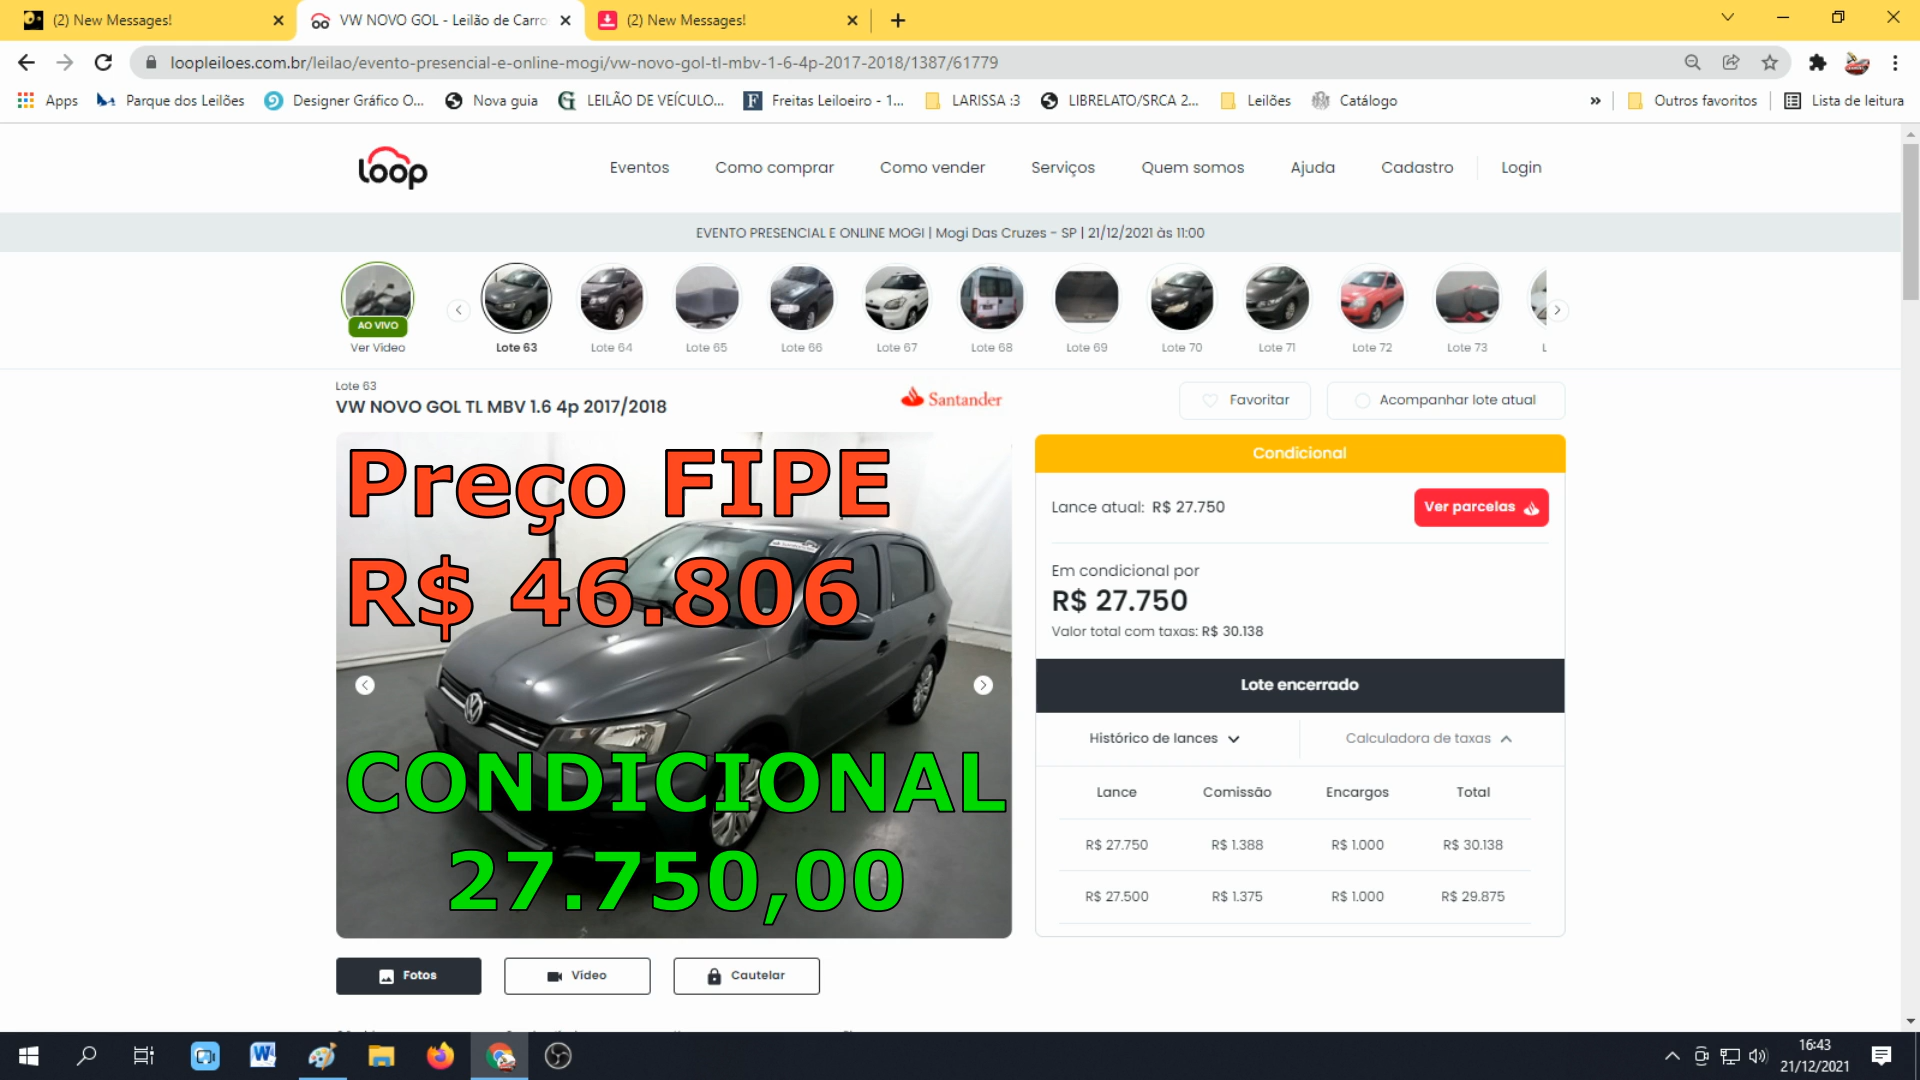 (2) New Messages!
VW NOVO GOL - Leilão de Carro
(2) New Messages!
loopleiloes.com.br/leilao/evento-presencial-e-online-mogi/vw-novo-gol-tl-mbv-1-6-4p-2017-2018/1387/61779
Apps
Parque dos Leilões
Designer Gráfico O...
Nova guia
LEILÃO DE VEÍCULO...
Freitas Leiloeiro - 1...
LARISSA :3
LIBRELATO/SRCA 2...
Leilões
Catálogo
»
Outros favoritos
Lista de leitura
loop
Eventos
Como comprar
Como vender
Serviços
Quem somos
Ajuda
Cadastro
Login
EVENTO PRESENCIAL E ONLINE MOGI | Mogi Das Cruzes - SP | 21/12/2021 às 11:00
AO VIVO
Ver Vídeo
Lote 63
Lote 64
Lote 65
Lote 66
Lote 67
Lote 68
Lote 69
Lote 70
Lote 71
Lote 72
Lote 73
L
Lote 63
VW NOVO GOL TL MBV 1.6 4p 2017/2018
Santander
Favoritar
Acompanhar lote atual
Preço FIPE
R$ 46.806
CONDICIONAL
27.750,00
Condicional
Lance atual: R$ 27.750
Ver parcelas
Em condicional por
R$ 27.750
Valor total com taxas: R$ 30.138
Lote encerrado
Histórico de lances
Calculadora de taxas
Lance Comissão Encargos Total
R$ 27.750 R$ 1.388 R$ 1.000 R$ 30.138
R$ 27.500 R$ 1.375 R$ 1.000 R$ 29.875
Fotos
Vídeo
Cautelar
16:43
21/12/2021